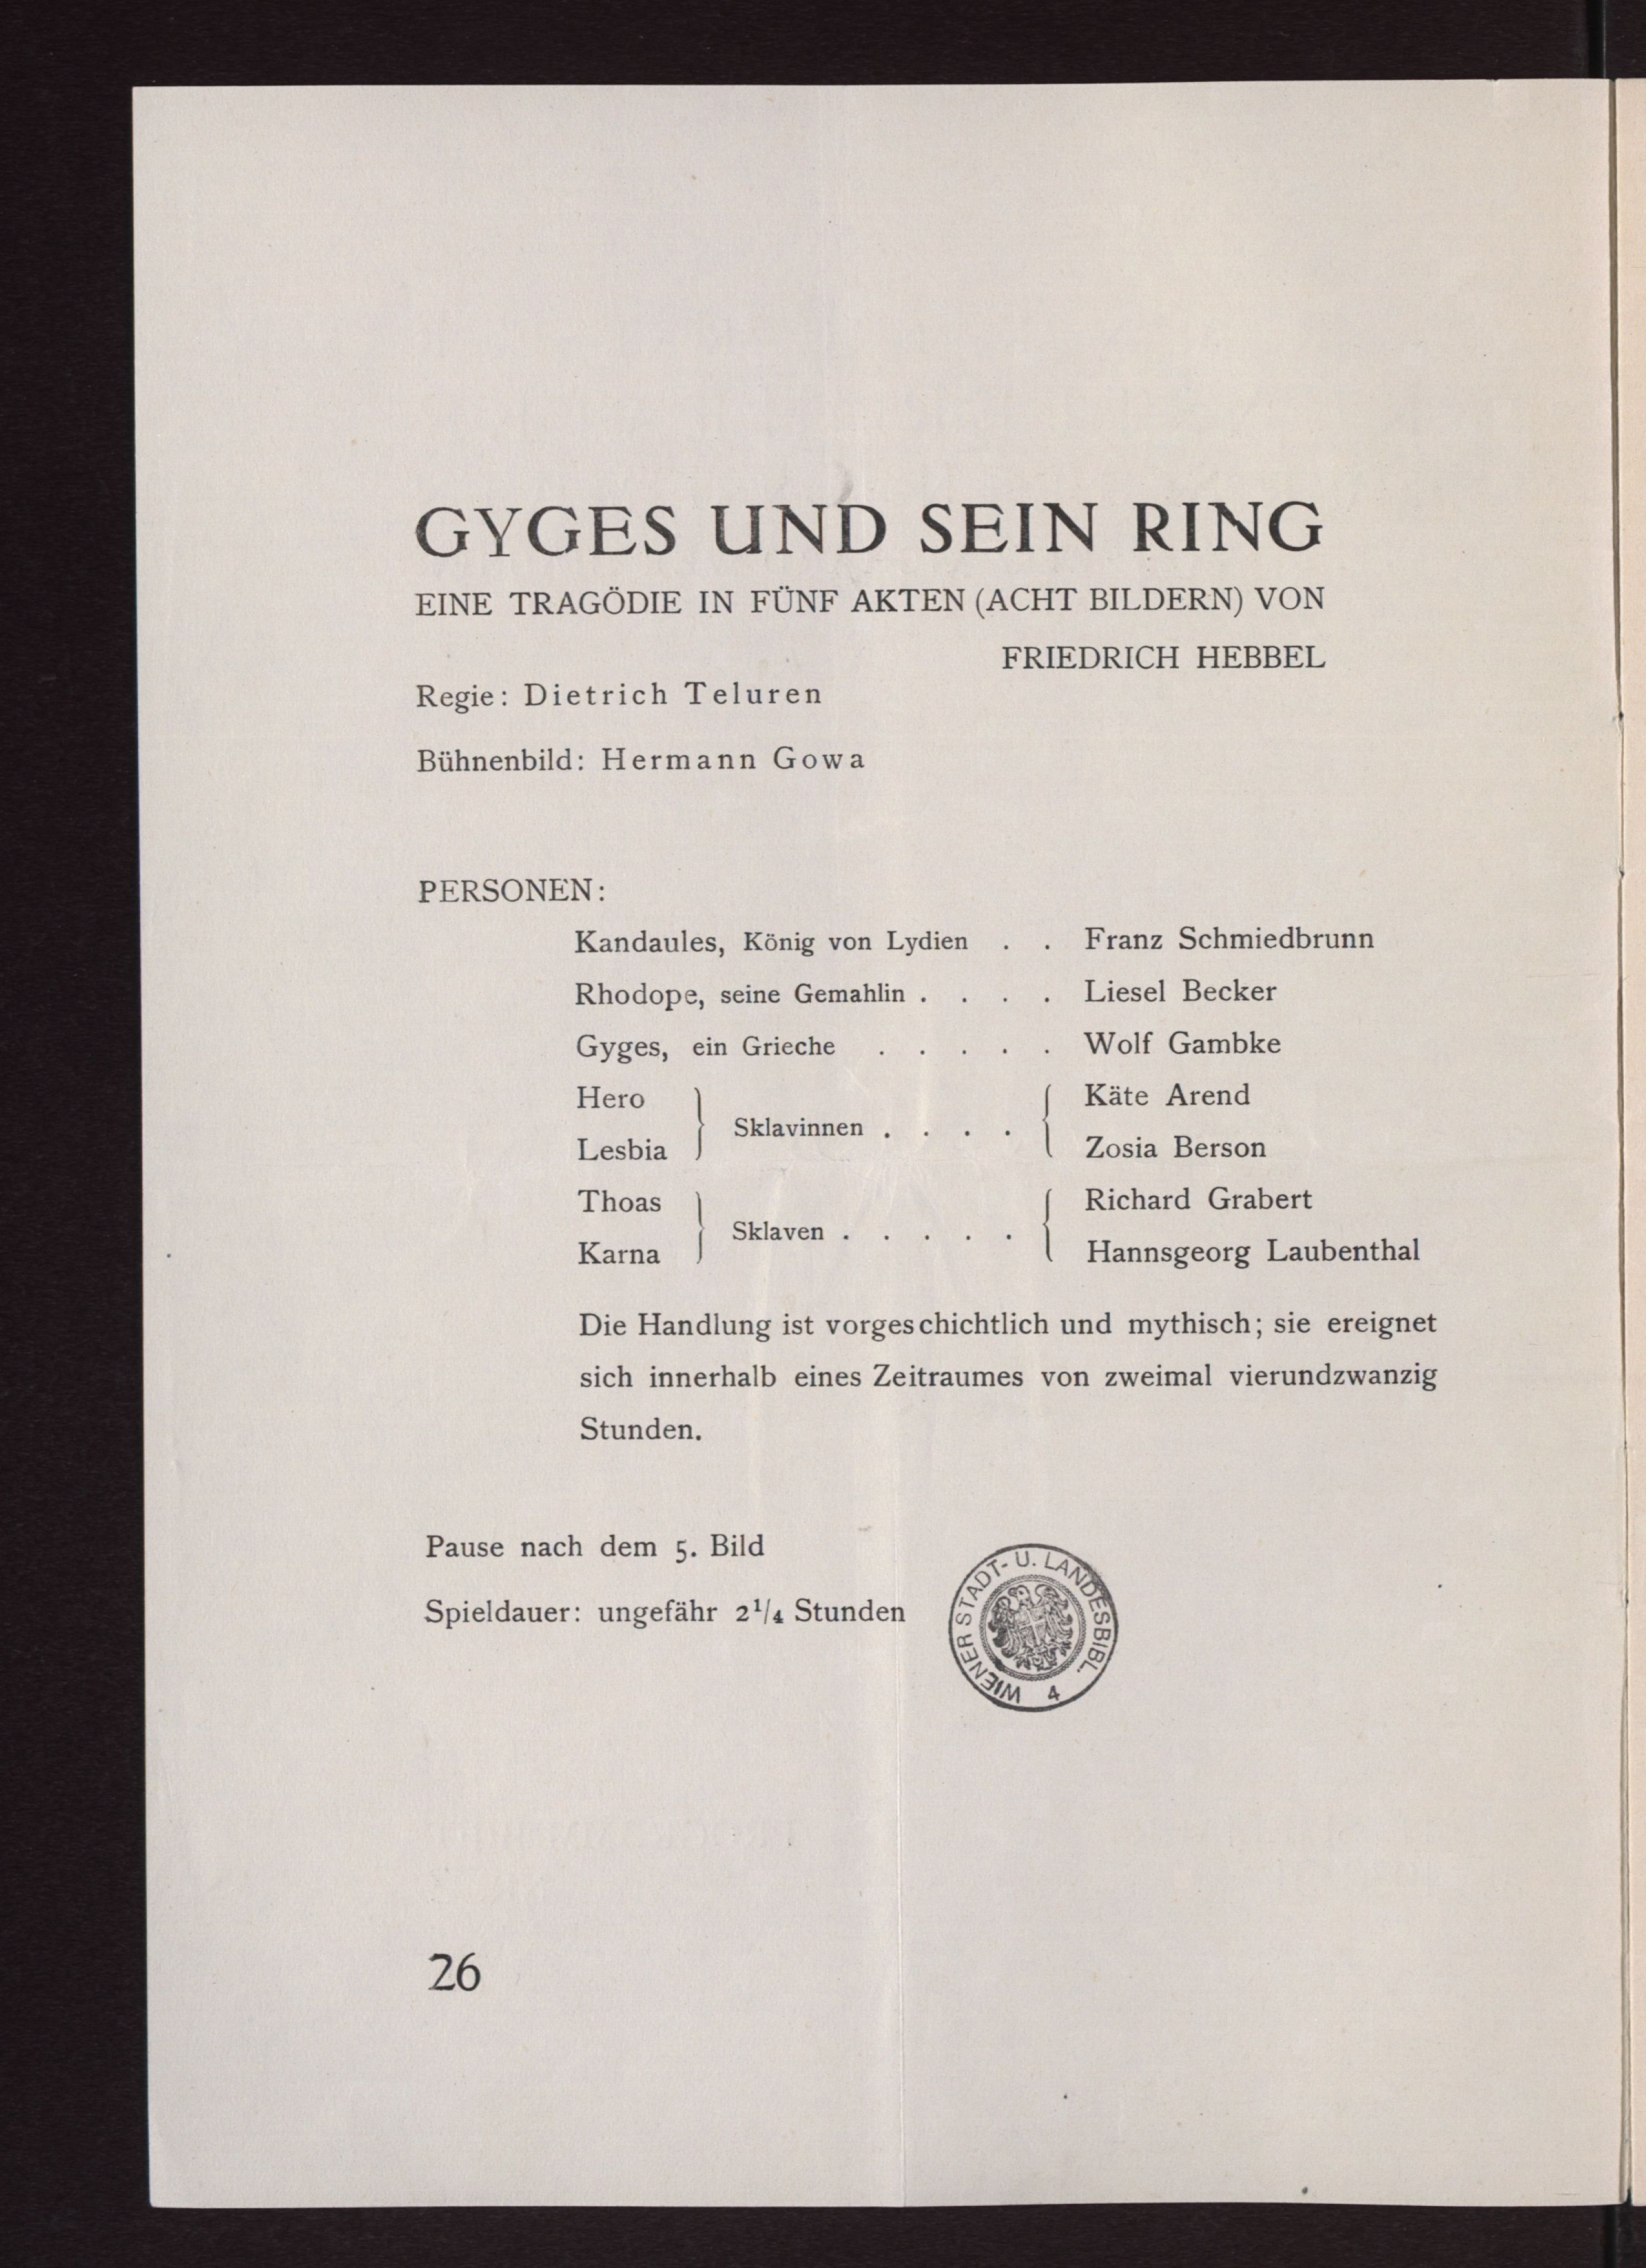 GYGES UND SEIN RING
EINE TRAGÖDIE IN FÜNF AKTEN (ACHT BILDERN) VON
FRIEDRICH HEBBEL
Regie: Dietrich Teluren
Bühnenbild: Hermann Gowa
PERSONEN:
Kandaules, König von Lydien . . Franz Schmiedbrunn
Rhodope, seine Gemahlin . . . . Liesel Becker
Gyges, ein Grieche . . . . . Wolf Gambke
Hero
Lesbia
} Sklavinnen . . . . {
Käte Arend
Zosia Berson
Thoas
Karna
} Sklaven . . . . . {
Richard Grabert
Hannsgeorg Laubenthal
Die Handlung ist vorgeschichtlich und mythisch; sie ereignet
sich innerhalb eines Zeitraumes von zweimal vierundzwanzig
Stunden.
Pause nach dem 5. Bild
Spieldauer: ungefähr 2¹/₄ Stunden
WIENER STADT- U. LANDESBIBL.
4
26